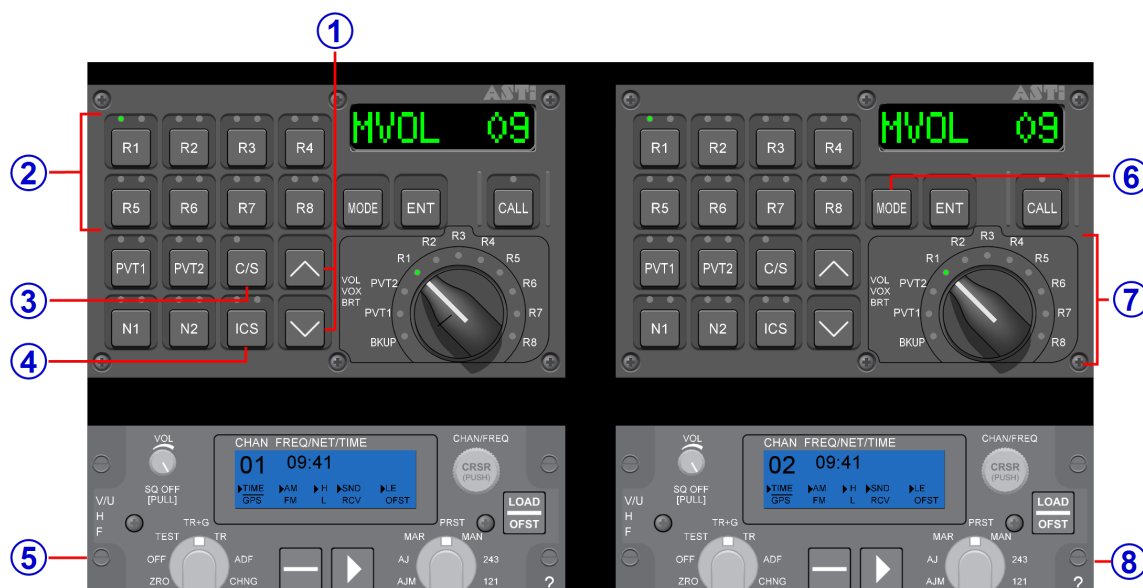 1
ASTi
ASTi
MVOL 09
MVOL 09
R1 R2 R3 R4
R1 R2 R3 R4
2
6
R5 R6 R7 R8 MODE ENT CALL
R5 R6 R7 R8 MODE ENT CALL
R1 R2 R3 R4 R5 R6 R7 R8
R1 R2 R3 R4 R5 R6 R7 R8
PVT1 PVT2 C/S
VOL
VOX
BRT
PVT2
PVT1
BKUP
PVT1 PVT2 C/S
VOL
VOX
BRT
PVT2
PVT1
BKUP
3
7
N1 N2 ICS
N1 N2 ICS
4
VOL
SQ OFF
[PULL]
CHAN FREQ/NET/TIME
01 09:41
TIME AM H SND LE
GPS FM L RCV OFST
CHAN/FREQ
CRSR
(PUSH)
LOAD
OFST
V/U
H
F
TR+G
TEST TR
OFF ADF
ZRO CHNG
PRST
MAR MAN
AJ 243
AJM 121
?
5
VOL
SQ OFF
[PULL]
CHAN FREQ/NET/TIME
02 09:41
TIME AM H SND LE
GPS FM L RCV OFST
CHAN/FREQ
CRSR
(PUSH)
LOAD
OFST
V/U
H
F
TR+G
TEST TR
OFF ADF
ZRO CHNG
PRST
MAR MAN
AJ 243
AJM 121
?
8